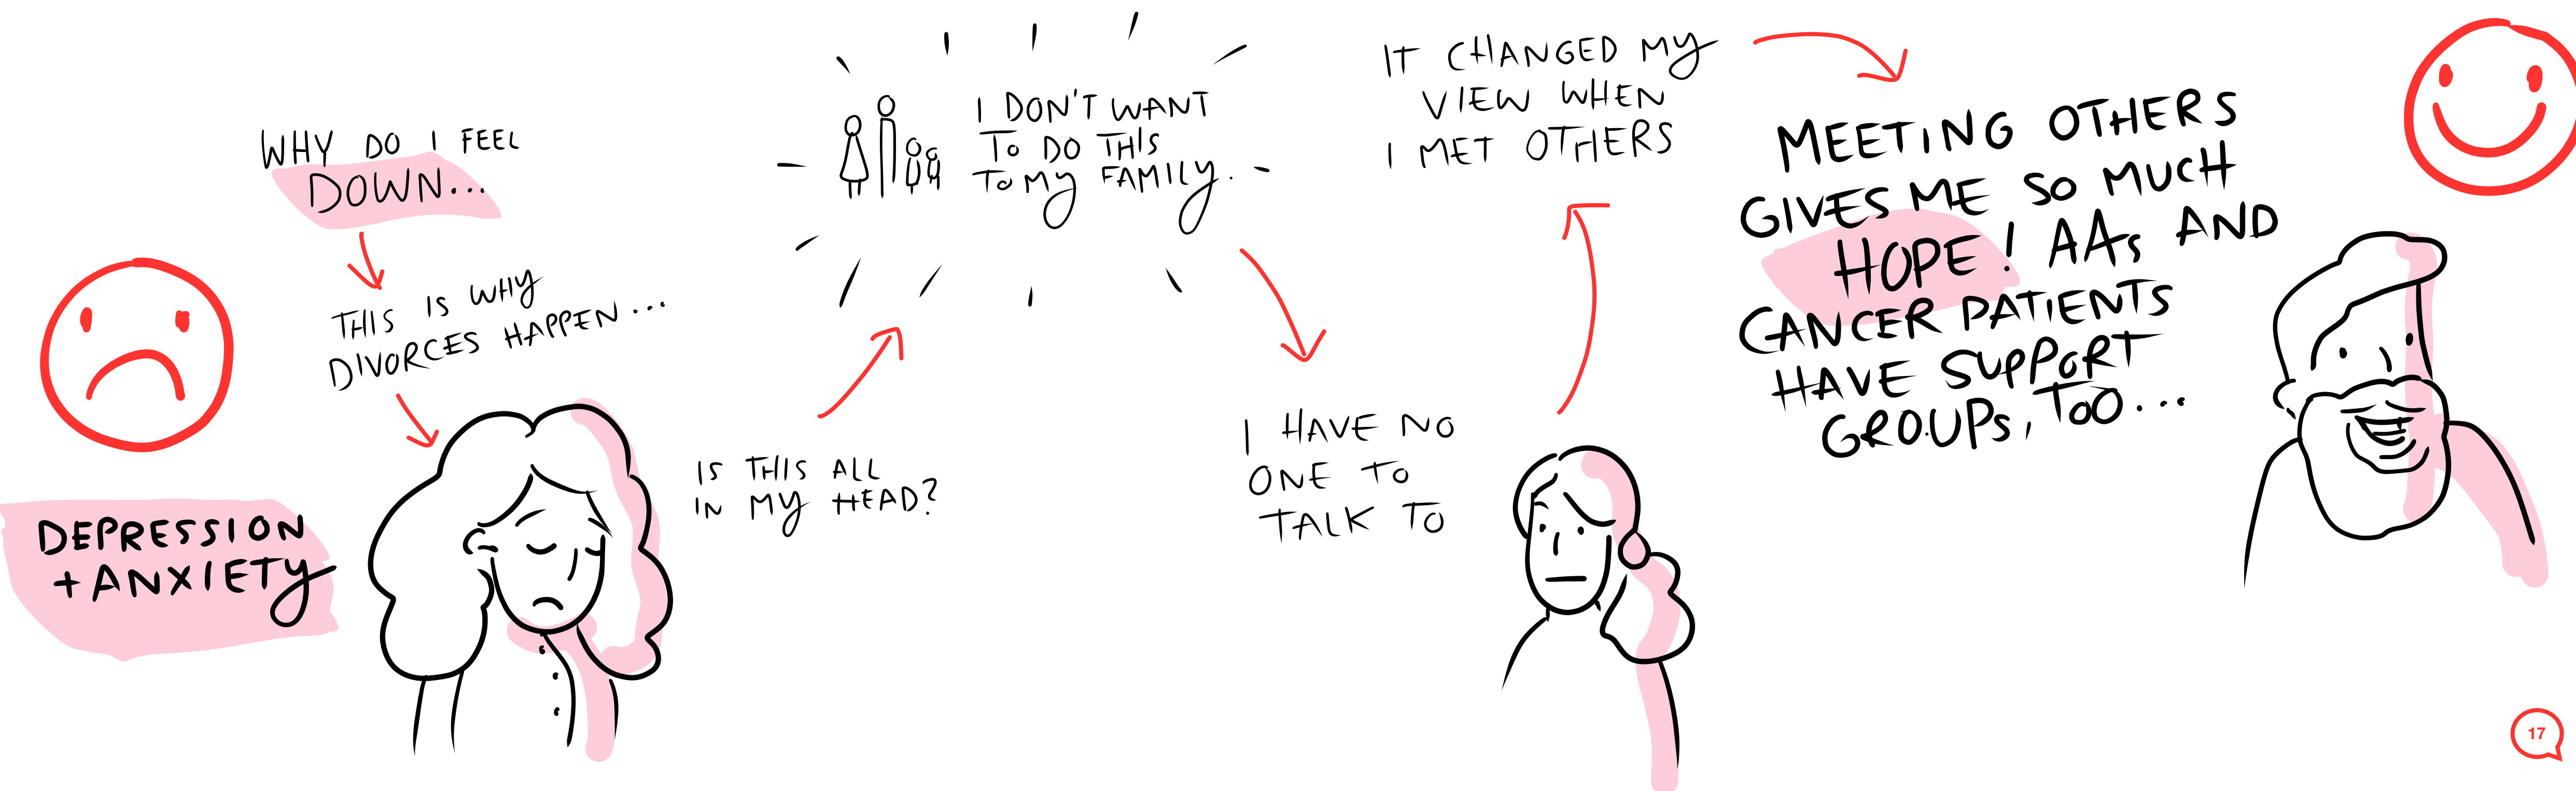 WHY DO I FEEL
DOWN...
THIS IS WHY
DIVORCES HAPPEN...
DEPRESSION
+ ANXIETY
IS THIS ALL
IN MY HEAD?
I DON'T WANT
TO DO THIS
TO MY FAMILY.
I HAVE NO
ONE TO
TALK TO
IT CHANGED MY
VIEW WHEN
I MET OTHERS
MEETING OTHERS
GIVES ME SO MUCH
HOPE! AAs AND
CANCER PATIENTS
HAVE SUPPORT
GROUPS, TOO...
17